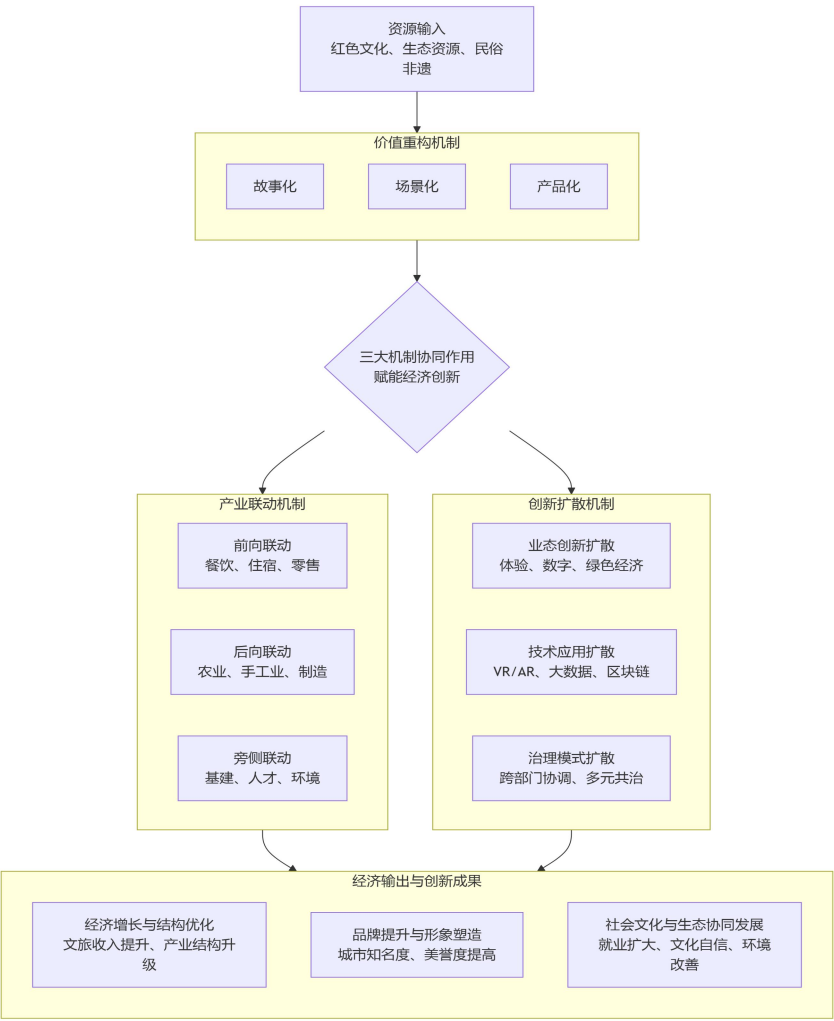 资源输入
红色文化、生态资源、民俗
非遗
价值重构机制
故事化
场景化
产品化
三大机制协同作用
赋能经济创新
产业联动机制
前向联动
餐饮、住宿、零售
后向联动
农业、手工业、制造
旁侧联动
基建、人才、环境
创新扩散机制
业态创新扩散
体验、数字、绿色经济
技术应用扩散
VR/AR、大数据、区块链
治理模式扩散
跨部门协调、多元共治
经济输出与创新成果
经济增长与结构优化
文旅收入提升、产业结构升
级
品牌提升与形象塑造
城市知名度、美誉度提高
社会文化与生态协同发展
就业扩大、文化自信、环境
改善